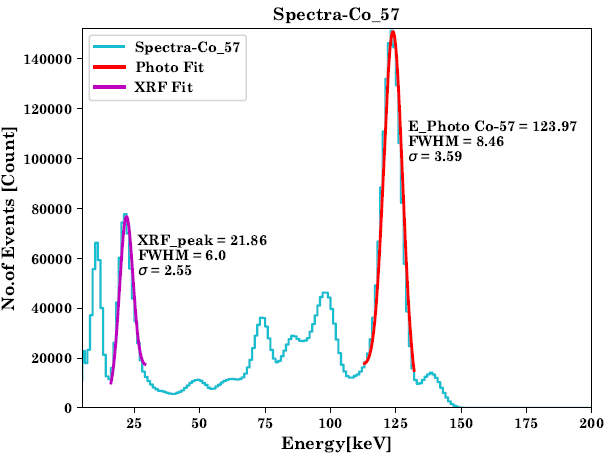 Spectra-Co_57
No.of Events [Count]
140000
120000
100000
80000
60000
40000
20000
0
Spectra-Co_57
Photo Fit
XRF Fit
E_Photo Co-57 = 123.97
FWHM = 8.46
σ = 3.59
XRF_peak = 21.86
FWHM = 6.0
σ = 2.55
25 50 75 100 125 150 175 200
Energy[keV]